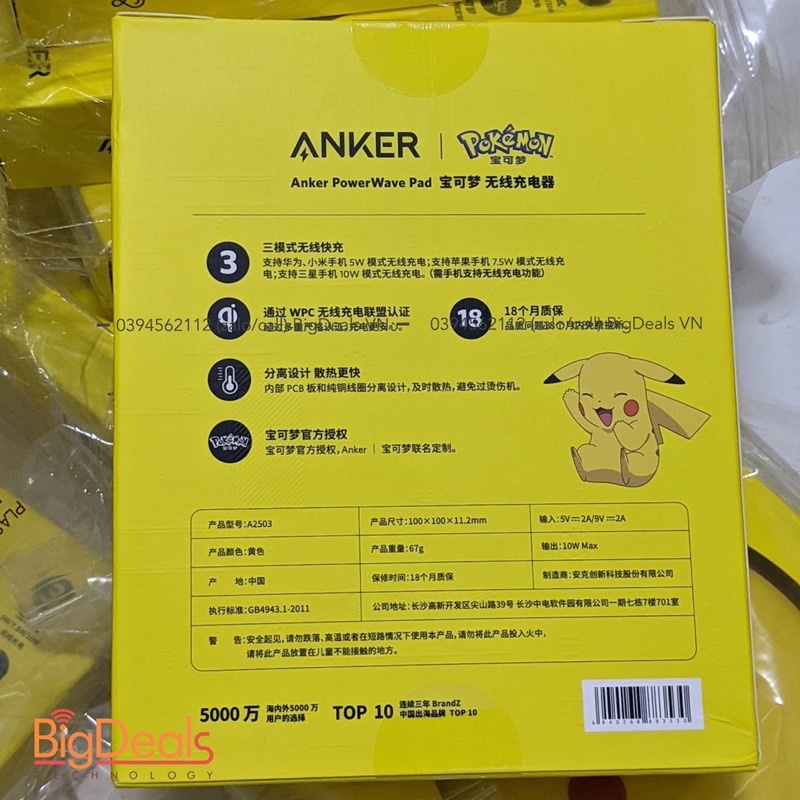 ANKER | POKéMON
宝可梦
Anker PowerWave Pad 宝可梦 无线充电器
3
三模式无线快充
支持华为、小米手机 5W 模式无线充电;支持苹果手机 7.5W 模式无线充
电;支持三星手机 10W 模式无线充电。(需手机支持无线充电功能)
qi
通过 WPC 无线充电联盟认证
18
18个月质保
0394562112
BigDeals VN
0394562112
BigDeals VN
分离设计 散热更快
内部 PCB 板和纯铜线圈分离设计,及时散热,避免过烫伤机。
POKéMON
宝可梦
宝可梦官方授权
宝可梦官方授权,Anker | 宝可梦联名定制。
产品型号:A2503
产品尺寸:100×100×11.2mm
输入:5V⎓2A/9V⎓2A
产品颜色:黄色
产品重量:67g
输出:10W Max
产 地:中国
保修时间:18个月质保
制造商:安克创新科技股份有限公司
执行标准:GB4943.1-2011
公司地址:长沙高新开发区尖山路39号 长沙中电软件园有限公司一期七栋7楼701室
警 告:安全起见,请勿跌落、高温或者在短路情况下使用本产品,请勿将此产品投入火中,
请将此产品放置在儿童不能接触的地方。
5000 万
海内外5000 万
用户的选择
TOP 10
连续三年 BrandZ
中国出海品牌 TOP 10
BigDeals
TECHNOLOGY